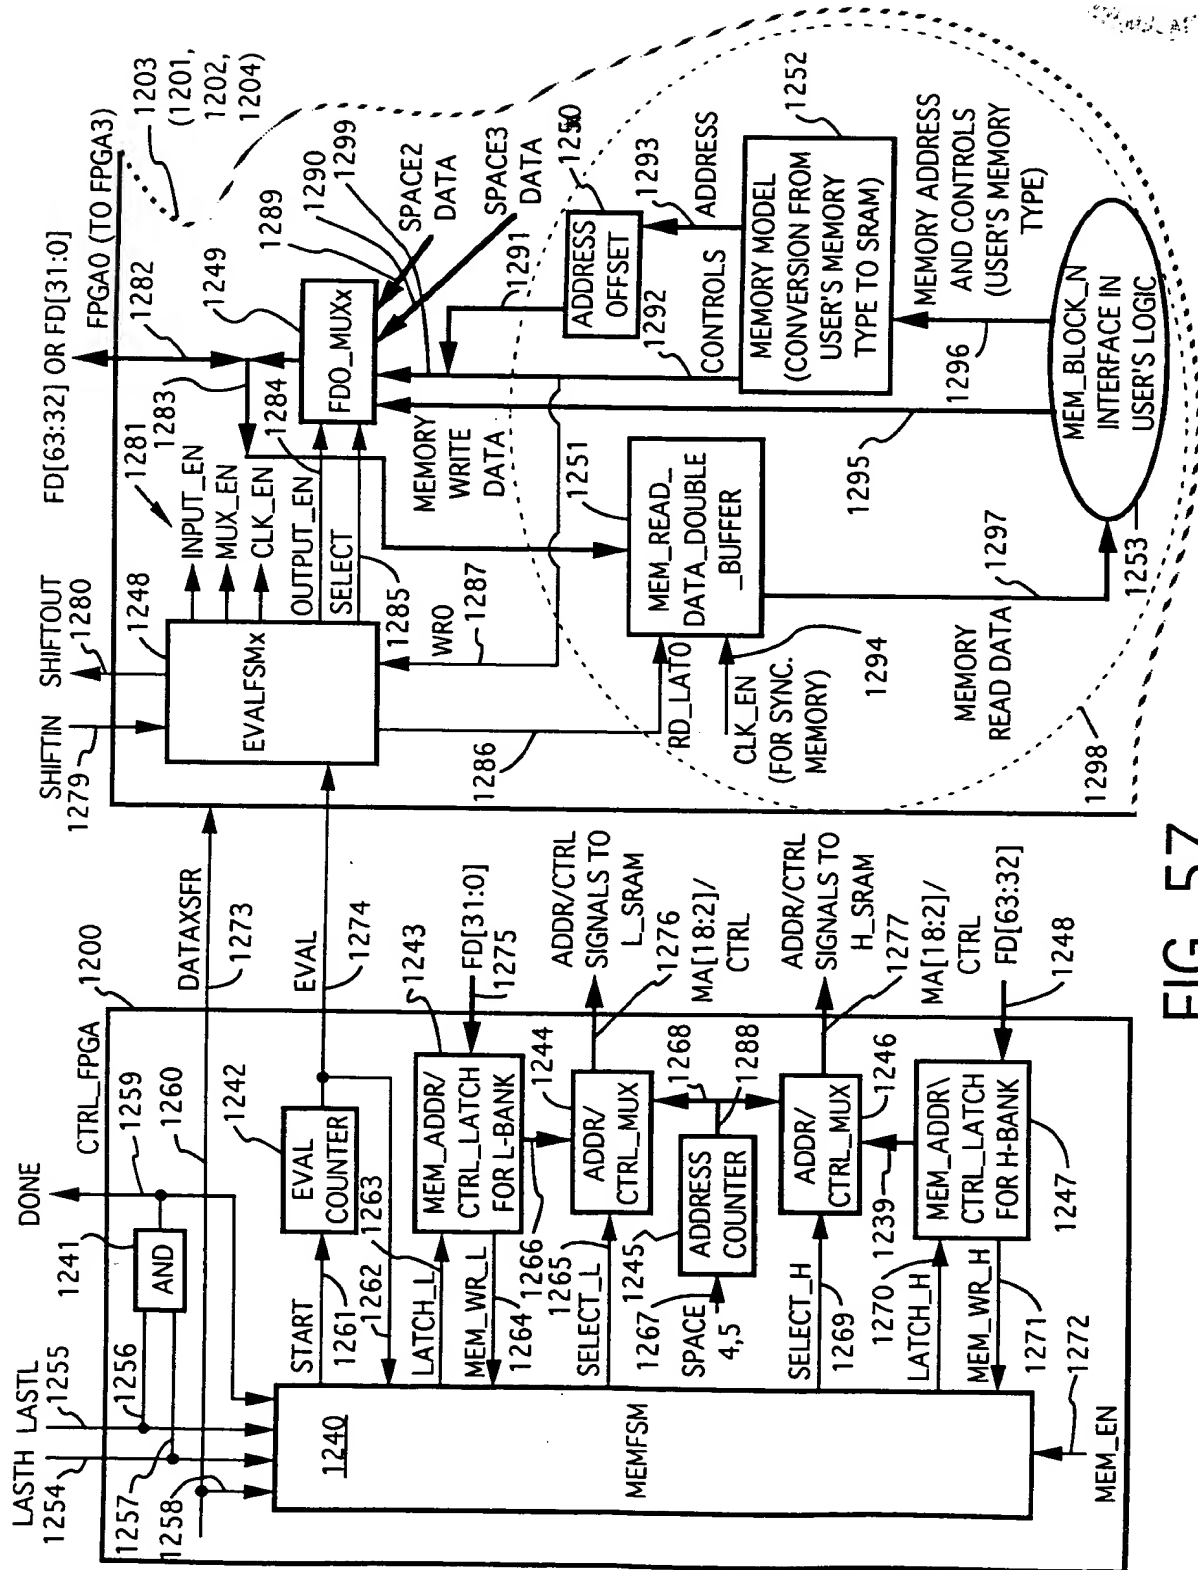 LASTH
LASTL
1254
1255
1256
1257
1258
DONE
1241
AND
1259
1260
CTRL_FPGA
1200
DATAXSFR
1273
EVAL
1274
1240
MEMFSM
MEM_EN
1272
START
1261
1262
EVAL
COUNTER
1242
LATCH_L
1263
MEM_WR_L
1264
MEM_ADDR/
CTRL_LATCH
FOR L-BANK
1243
FD[31:0]
1275
1266
SELECT_L
1265
ADDR/
CTRL_MUX
1244
ADDR/CTRL
SIGNALS TO
L_SRAM
1276
MA[18:2]/
CTRL
SPACE
4,5
1267
1245
ADDRESS
COUNTER
1268
1288
SELECT_H
1269
ADDR/
CTRL_MUX
1246
ADDR/CTRL
SIGNALS TO
H_SRAM
1277
MA[18:2]/
CTRL
FD[63:32]
1248
1239
LATCH_H
1270
MEM_WR_H
1271
MEM_ADDR\
CTRL_LATCH
FOR H-BANK
1247
SHIFTIN
1279
SHIFTOUT
1280
1248
EVALFSMx
1281
INPUT_EN
MUX_EN
CLK_EN
OUTPUT_EN
1284
SELECT
1285
WR0
1287
1286
RD_LAT0
CLK_EN
(FOR SYNC.
MEMORY)
1294
FD[63:32] OR FD[31:0]
1282
1283
FPGA0 (TO FPGA3)
1203
(1201,
1202,
1204)
1249
FDO_MUXx
1289
1290
1299
SPACE2
DATA
SPACE3
DATA
MEMORY
WRITE
DATA
1291
1251
MEM_READ_
DATA_DOUBLE
_BUFFER
ADDRESS
OFFSET
1250
1292
CONTROLS
1293
ADDRESS
1252
MEMORY MODEL
(CONVERSION FROM
USER'S MEMORY
TYPE TO SRAM)
MEMORY ADDRESS
AND CONTROLS
(USER'S MEMORY
TYPE)
1296
1295
MEM_BLOCK_N
INTERFACE IN
USER'S LOGIC
1253
1297
MEMORY
READ DATA
1298
FIG. 57